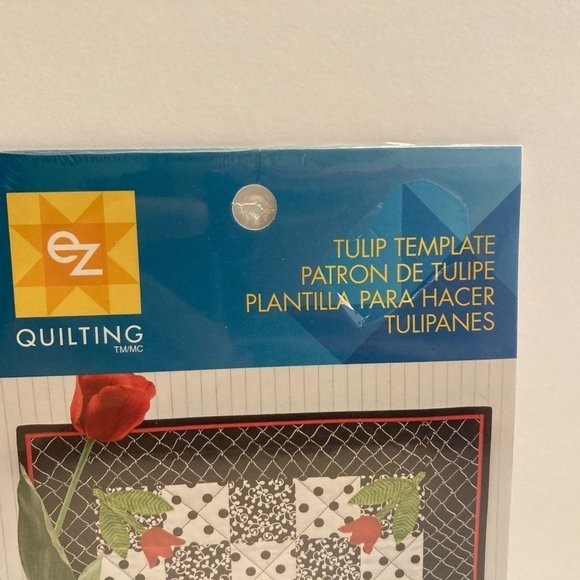 ez
QUILTING
TM/MC
TULIP TEMPLATE
PATRON DE TULIPE
PLANTILLA PARA HACER
TULIPANES